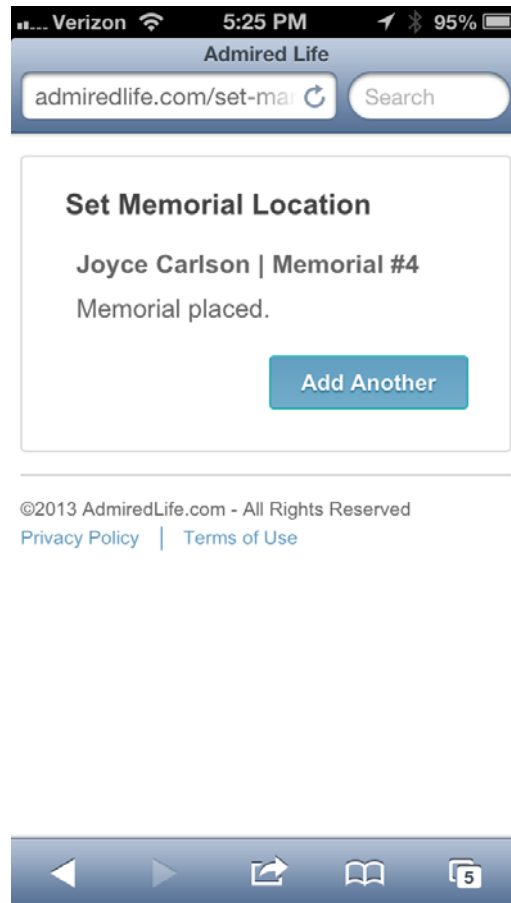 Verizon 5:25 PM 95%
Admired Life
admiredlife.com/set-mar Search
Set Memorial Location
Joyce Carlson | Memorial #4
Memorial placed.
Add Another
©2013 AdmiredLife.com - All Rights Reserved
Privacy Policy | Terms of Use
5